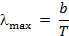 λmax = b/T